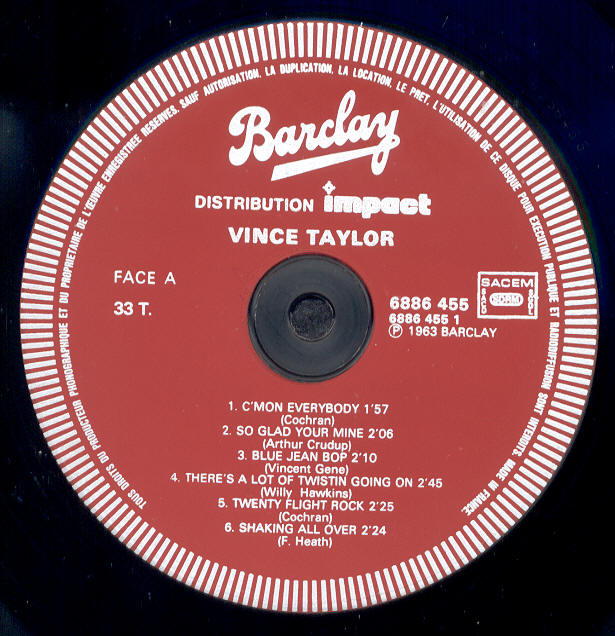 TOUS DROITS DU PRODUCTEUR PHONOGRAPHIQUE ET DU PROPRIETAIRE DE L'ŒUVRE ENREGISTREE RESERVES. SAUF AUTORISATION, LA DUPLICATION, LA LOCATION, LE PRET, L'UTILISATION DE CE DISQUE POUR EXECUTION PUBLIQUE ET RADIODIFFUSION SONT INTERDITS. MADE IN FRANCE.
Barclay
DISTRIBUTION impact
VINCE TAYLOR
FACE A
33 T.
6886 455
6886 455 1
Ⓟ 1963 BARCLAY
SACEM
SACD
SDRM
SGDL
1. C'MON EVERYBODY 1'57
(Cochran)
2. SO GLAD YOUR MINE 2'06
(Arthur Crudup)
3. BLUE JEAN BOP 2'10
(Vincent Gene)
4. THERE'S A LOT OF TWISTIN GOING ON 2'45
(Willy Hawkins)
5. TWENTY FLIGHT ROCK 2'25
(Cochran)
6. SHAKING ALL OVER 2'24
(F. Heath)